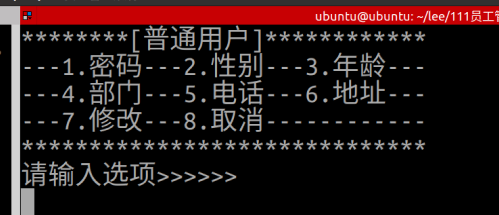 ubuntu@ubuntu: ~/lee/111员工管
********[普通用户]************
---1.密码---2.性别---3.年龄---
---4.部门---5.电话---6.地址---
---7.修改---8.取消------------
******************************
请输入选项>>>>>>